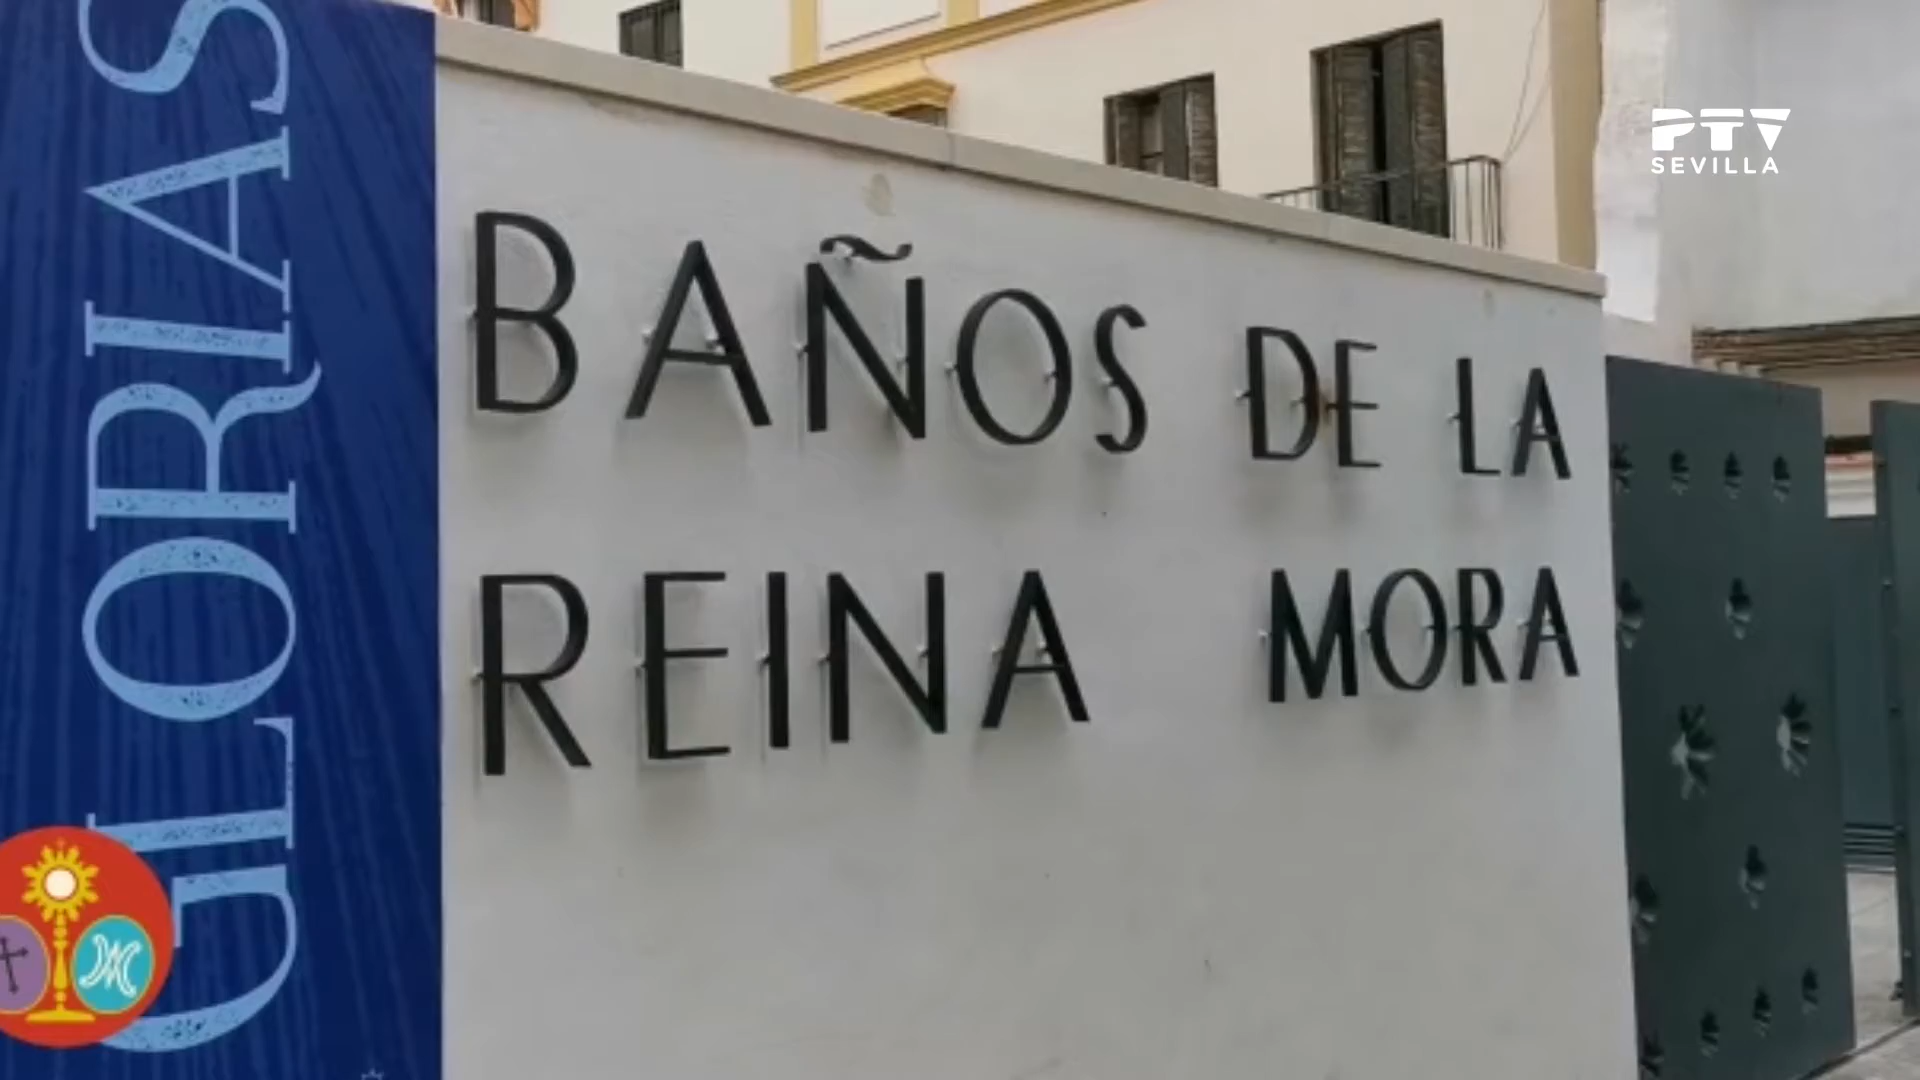 GLORIAS
BAÑOS DE LA
REINA MORA
PTV
SEVILLA